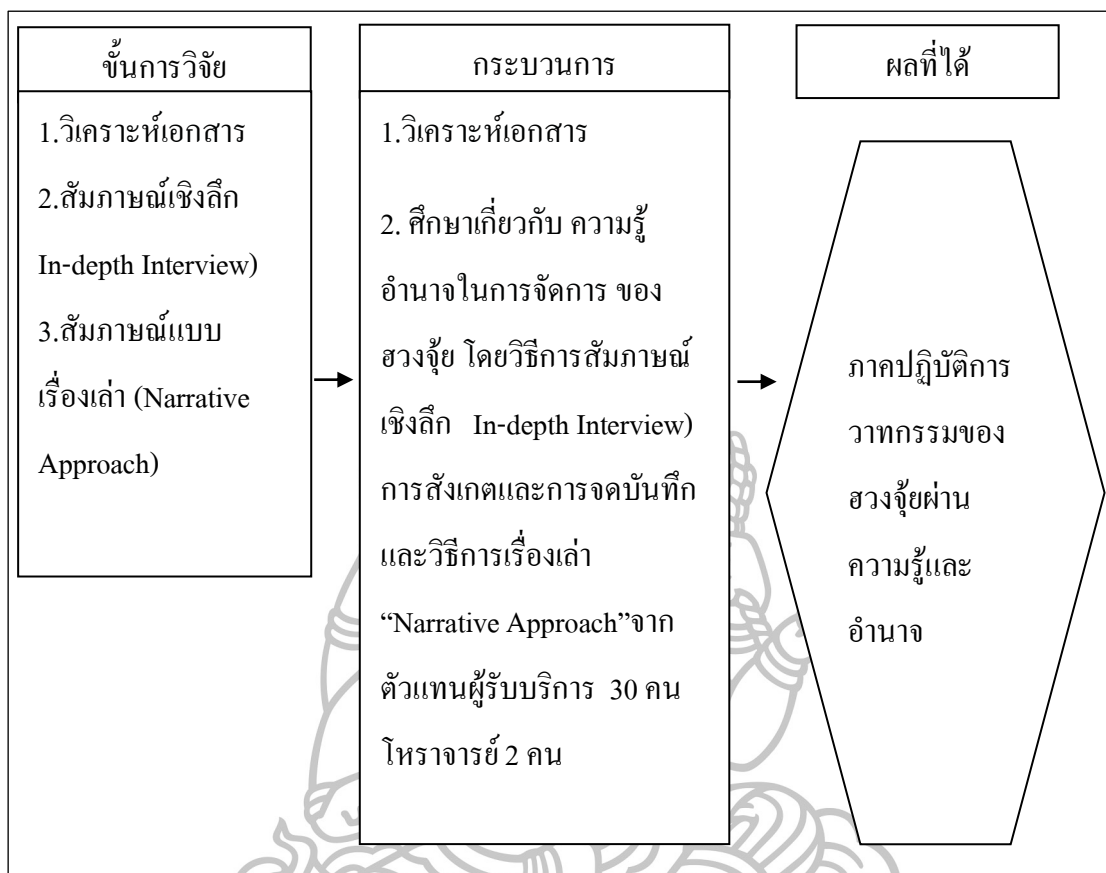 ขั้นการวิจัย
1.วิเคราะห์เอกสาร
2.สัมภาษณ์เชิงลึก
In-depth Interview)
3.สัมภาษณ์แบบ
เรื่องเล่า (Narrative
Approach)
กระบวนการ
1.วิเคราะห์เอกสาร
2. ศึกษาเกี่ยวกับ ความรู้
อำนาจในการจัดการ ของ
ฮวงจุ้ย โดยวิธีการสัมภาษณ์
เชิงลึก In-depth Interview)
การสังเกตและการจดบันทึก
และวิธีการเรื่องเล่า
“Narrative Approach”จาก
ตัวแทนผู้รับบริการ 30 คน
โหราจารย์ 2 คน
ผลที่ได้
ภาคปฏิบัติการ
วาทกรรมของ
ฮวงจุ้ยผ่าน
ความรู้และ
อำนาจ